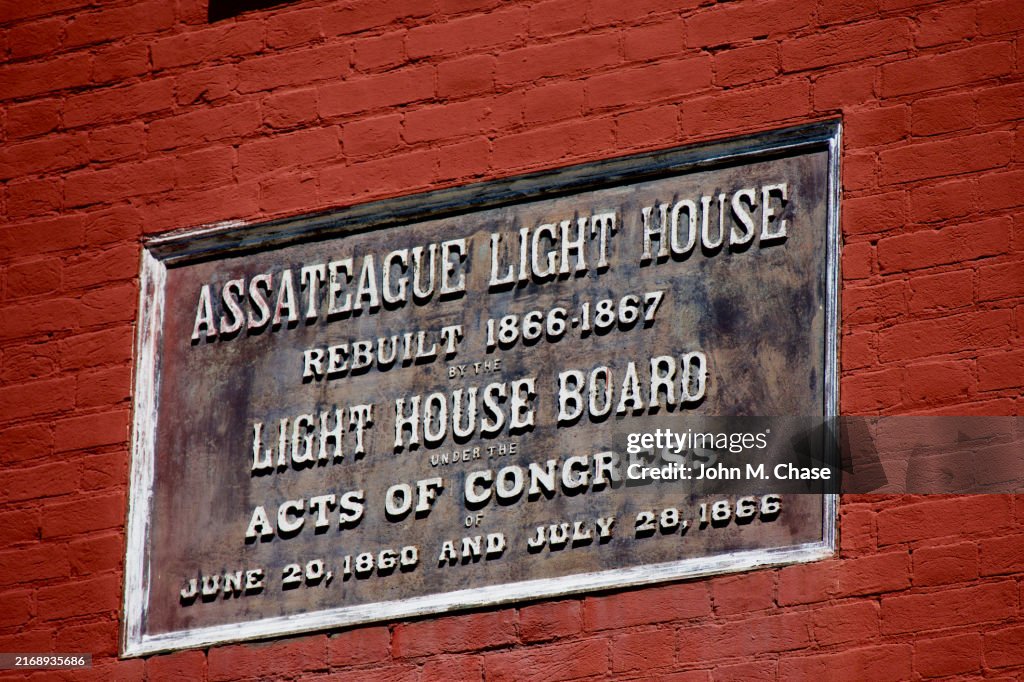 ASSATEAGUE LIGHT HOUSE
REBUILT 1866-1867
BY THE
LIGHT HOUSE BOARD
UNDER THE
ACTS OF CONGRESS
OF
JUNE 20, 1860 AND JULY 28, 1866
gettyimages®
Credit: John M. Chase
2168935686